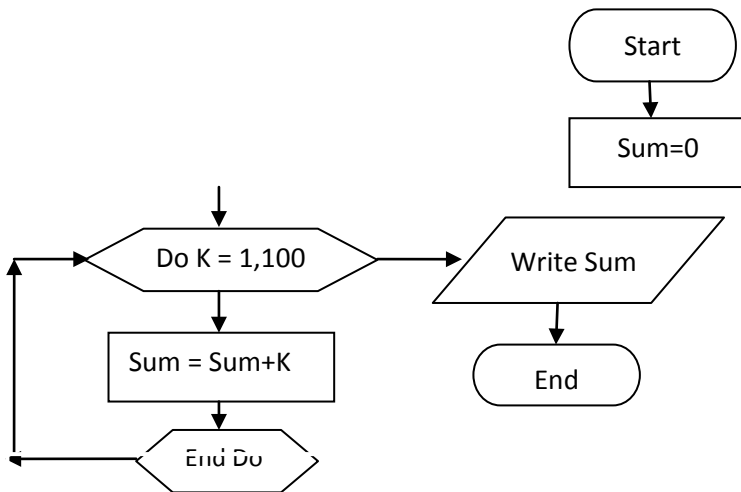 Start
Sum=0
Do K = 1,100
Write Sum
Sum = Sum+K
End
End Do